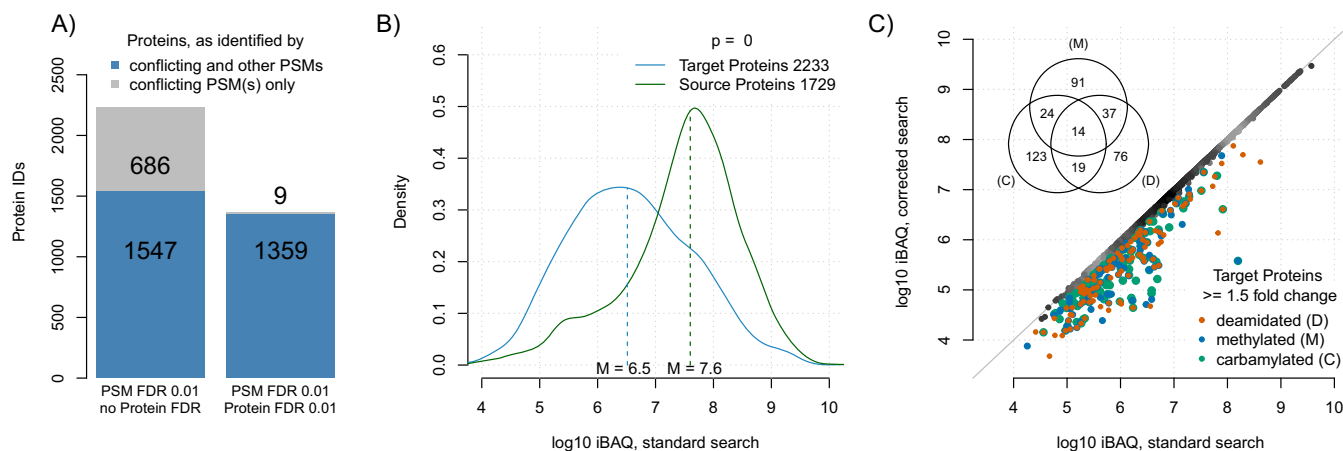 A)
Proteins, as identified by
conflicting and other PSMs
conflicting PSM(s) only
Protein IDs
0
500
1000
1500
2000
2500
686
1547
9
1359
PSM FDR 0.01
no Protein FDR
PSM FDR 0.01
Protein FDR 0.01
B)
p = 0
Target Proteins 2233
Source Proteins 1729
Density
0.0
0.1
0.2
0.3
0.4
0.5
0.6
M = 6.5
M = 7.6
4 5 6 7 8 9 10
log10 iBAQ, standard search
C)
log10 iBAQ, corrected search
4
5
6
7
8
9
10
(M)
91
24
37
14
123
76
19
(C)
(D)
Target Proteins
>= 1.5 fold change
deamidated (D)
methylated (M)
carbamylated (C)
4 5 6 7 8 9 10
log10 iBAQ, standard search